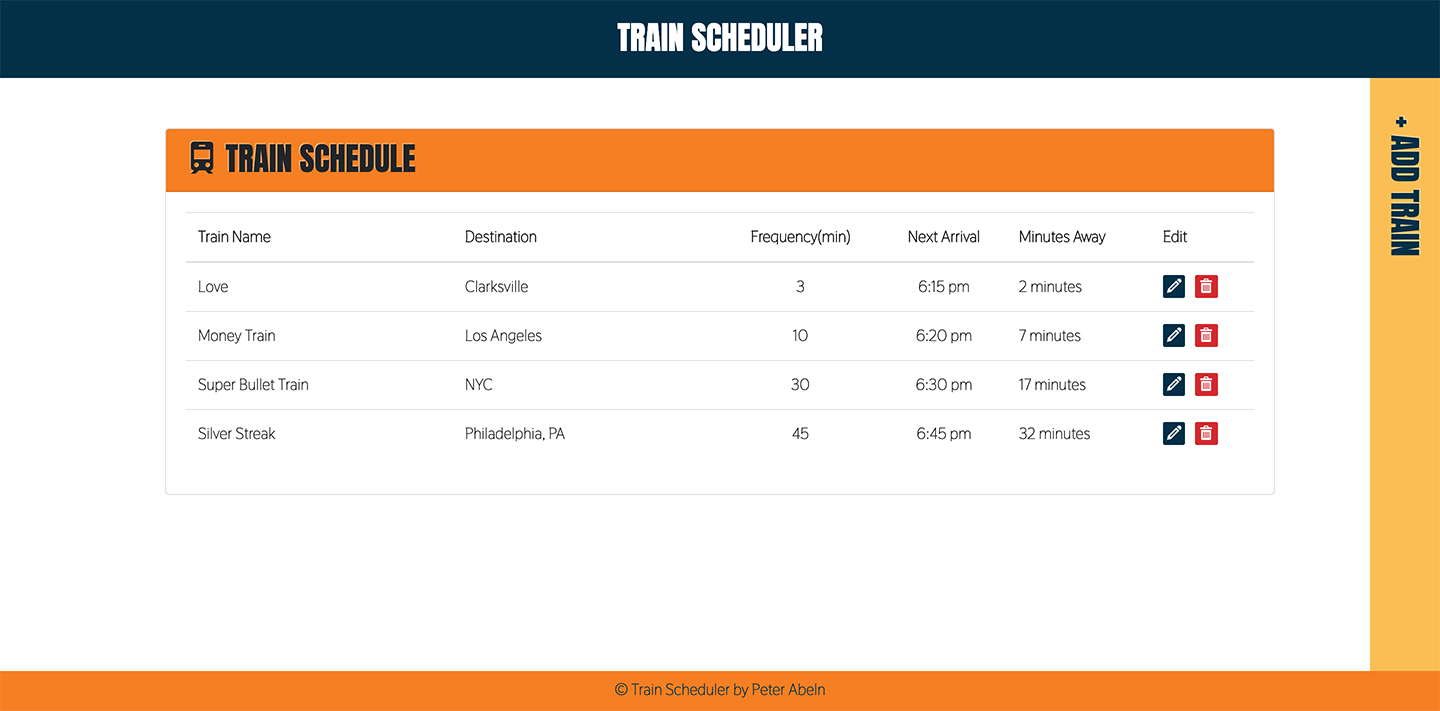 TRAIN SCHEDULER
+ ADD TRAIN
TRAIN SCHEDULE
Train Name Destination Frequency(min) Next Arrival Minutes Away Edit
Love Clarksville 3 6:15 pm 2 minutes
Money Train Los Angeles 10 6:20 pm 7 minutes
Super Bullet Train NYC 30 6:30 pm 17 minutes
Silver Streak Philadelphia, PA 45 6:45 pm 32 minutes
© Train Scheduler by Peter Abeln